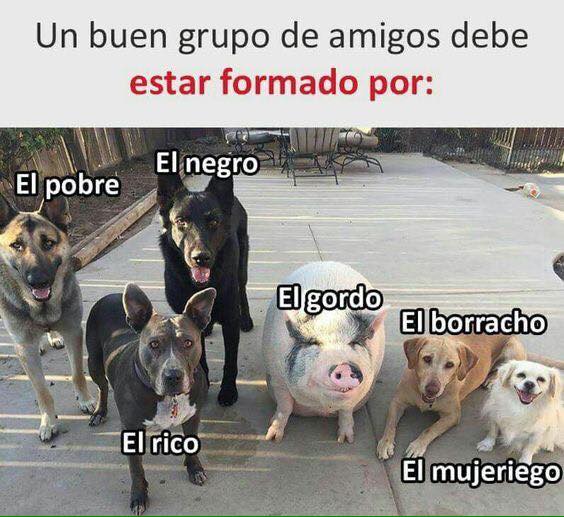 Un buen grupo de amigos debe
estar formado por:
El negro
El pobre
El gordo
El borracho
El rico
El mujeriego